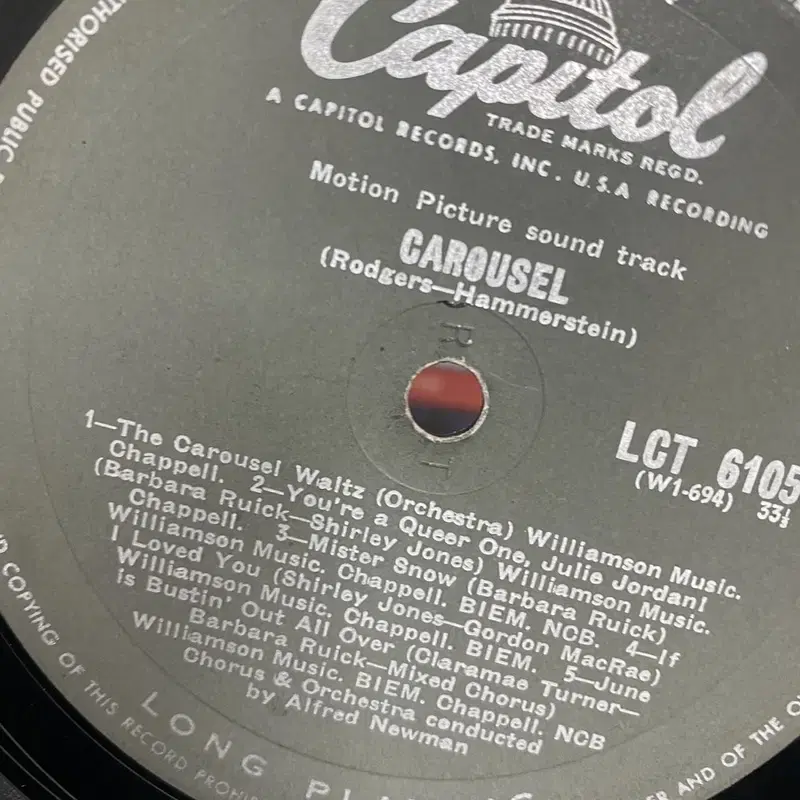 Capitol
TRADE MARKS REGD.
A CAPITOL RECORDS, INC. U.S.A RECORDING
Motion Picture sound track
CAROUSEL
(Rodgers—Hammerstein)
R
T
LCT 6105
(W1-694) 33⅓
1—The Carousel Waltz (Orchestra) Williamson Music.
Chappell. 2—You're a Queer One, Julie Jordan!
(Barbara Ruick—Shirley Jones) Williamson Music.
Chappell. 3—Mister Snow (Barbara Ruick)
Williamson Music. Chappell. BIEM. NCB. 4—If
I Loved You (Shirley Jones—Gordon MacRae)
Williamson Music. Chappell. BIEM. 5—June
is Bustin' Out All Over (Claramae Turner—
Barbara Ruick—Mixed Chorus)
Williamson Music. BIEM. Chappell. NCB
Chorus & Orchestra conducted
by Alfred Newman
LONG
COPYING OF THIS RECORD
AND OF THE